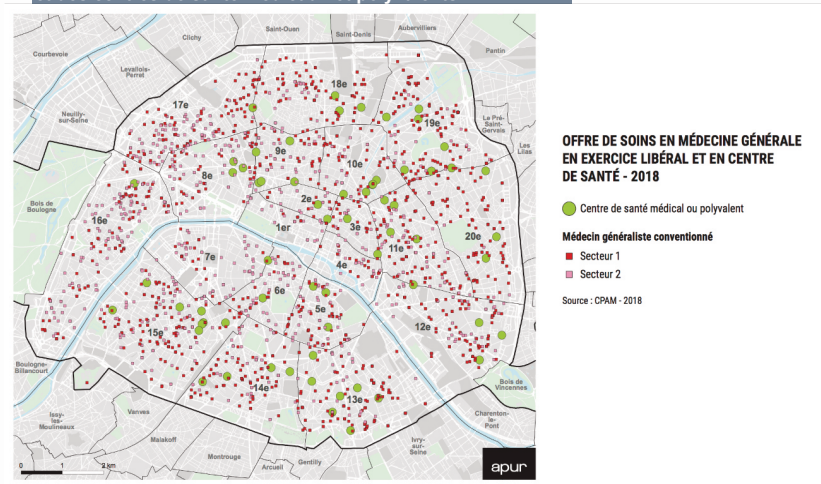 Clichy
Saint-Ouen
Saint-Denis
Aubervilliers
Courbevoie
Pantin
Levallois-
Perret
18e
17e
Neuilly-
sur-Seine
19e
Le Pré-
Saint-
Gervais
Les
Lilas
9e
10e
8e
Bois de
Boulogne
2e
16e
1er
3e
20e
11e
7e
4e
6e
5e
15e
12e
Boulogne-
Billancourt
14e
Bois de
Vincennes
13e
Issy-
les-
Moulineaux
Vanves
Charenton-
le-
Pont
Malakoff
Ivry-
sur-
Seine
Montrouge
Gentilly
Arcueil
0 1 2 km
apur
OFFRE DE SOINS EN MÉDECINE GÉNÉRALE
EN EXERCICE LIBÉRAL ET EN CENTRE
DE SANTÉ - 2018
Centre de santé médical ou polyvalent
Médecin généraliste conventionné
Secteur 1
Secteur 2
Source : CPAM - 2018